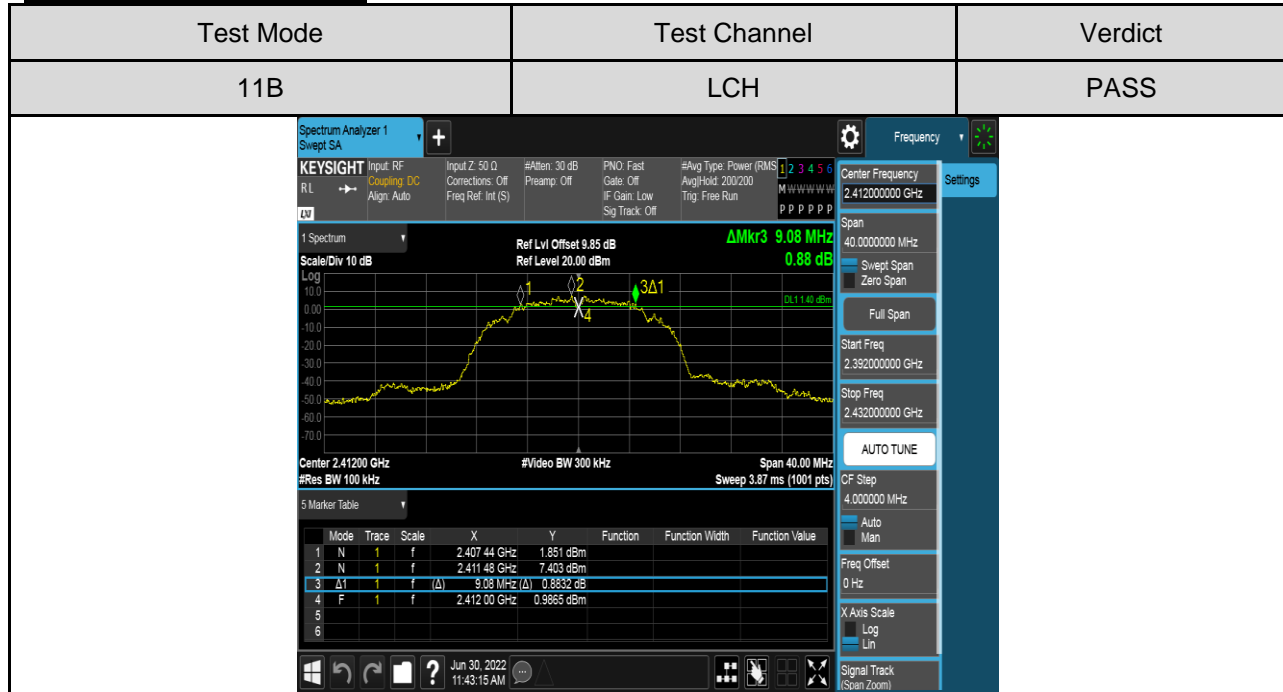 Test Mode Test Channel Verdict
11B LCH PASS
Spectrum Analyzer 1
Swept SA
+
Frequency
KEYSIGHT
RL
LXI
Input: RF
Coupling: DC
Align: Auto
Input Z: 50 Ω
Corrections: Off
Freq Ref: Int (S)
#Atten: 30 dB
Preamp: Off
PNO: Fast
Gate: Off
IF Gain: Low
Sig Track: Off
#Avg Type: Power (RMS
Avg|Hold: 200/200
Trig: Free Run
1 2 3 4 5 6
M W W W W W
P P P P P P
1 Spectrum
Scale/Div 10 dB
Ref Lvl Offset 9.85 dB
Ref Level 20.00 dBm
ΔMkr3 9.08 MHz
0.88 dB
Log
10.0
0.00
-10.0
-20.0
-30.0
-40.0
-50.0
-60.0
-70.0
1
2
3Δ1
4
DL1 1.40 dBm
Center 2.41200 GHz
#Res BW 100 kHz
#Video BW 300 kHz
Span 40.00 MHz
Sweep 3.87 ms (1001 pts)
5 Marker Table
Mode Trace Scale X Y Function Function Width Function Value
1 N 1 f 2.407 44 GHz 1.851 dBm
2 N 1 f 2.411 48 GHz 7.403 dBm
3 Δ1 1 f (Δ) 9.08 MHz (Δ) 0.8832 dB
4 F 1 f 2.412 00 GHz 0.9865 dBm
5
6
?
Jun 30, 2022
11:43:15 AM
Center Frequency
2.412000000 GHz
Settings
Span
40.0000000 MHz
Swept Span
Zero Span
Full Span
Start Freq
2.392000000 GHz
Stop Freq
2.432000000 GHz
AUTO TUNE
CF Step
4.000000 MHz
Auto
Man
Freq Offset
0 Hz
X Axis Scale
Log
Lin
Signal Track
(Span Zoom)